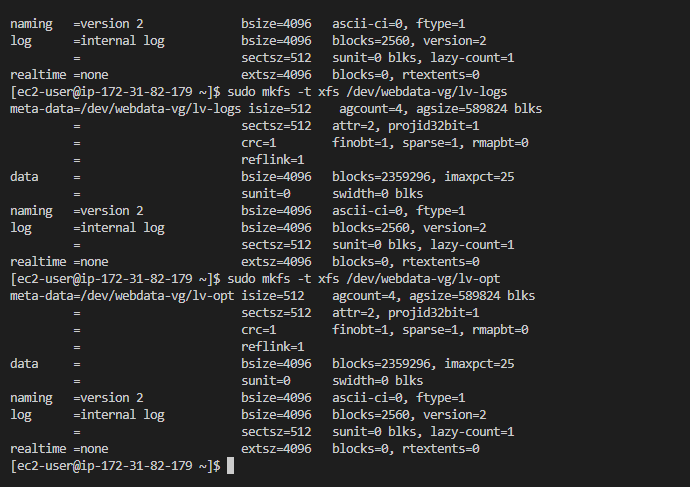 naming   =version 2              bsize=4096   ascii-ci=0, ftype=1
log      =internal log           bsize=4096   blocks=2560, version=2
         =                       sectsz=512   sunit=0 blks, lazy-count=1
realtime =none                   extsz=4096   blocks=0, rtextents=0
[ec2-user@ip-172-31-82-179 ~]$ sudo mkfs -t xfs /dev/webdata-vg/lv-logs
meta-data=/dev/webdata-vg/lv-logs isize=512    agcount=4, agsize=589824 blks
         =                       sectsz=512   attr=2, projid32bit=1
         =                       crc=1        finobt=1, sparse=1, rmapbt=0
         =                       reflink=1
data     =                       bsize=4096   blocks=2359296, imaxpct=25
         =                       sunit=0      swidth=0 blks
naming   =version 2              bsize=4096   ascii-ci=0, ftype=1
log      =internal log           bsize=4096   blocks=2560, version=2
         =                       sectsz=512   sunit=0 blks, lazy-count=1
realtime =none                   extsz=4096   blocks=0, rtextents=0
[ec2-user@ip-172-31-82-179 ~]$ sudo mkfs -t xfs /dev/webdata-vg/lv-opt
meta-data=/dev/webdata-vg/lv-opt isize=512    agcount=4, agsize=589824 blks
         =                       sectsz=512   attr=2, projid32bit=1
         =                       crc=1        finobt=1, sparse=1, rmapbt=0
         =                       reflink=1
data     =                       bsize=4096   blocks=2359296, imaxpct=25
         =                       sunit=0      swidth=0 blks
naming   =version 2              bsize=4096   ascii-ci=0, ftype=1
log      =internal log           bsize=4096   blocks=2560, version=2
         =                       sectsz=512   sunit=0 blks, lazy-count=1
realtime =none                   extsz=4096   blocks=0, rtextents=0
[ec2-user@ip-172-31-82-179 ~]$